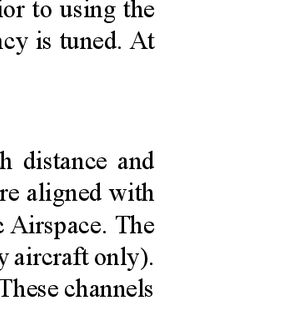 ior to using the
ncy is tuned. At
h distance and
re aligned with
c Airspace. The
y aircraft only).
These channels